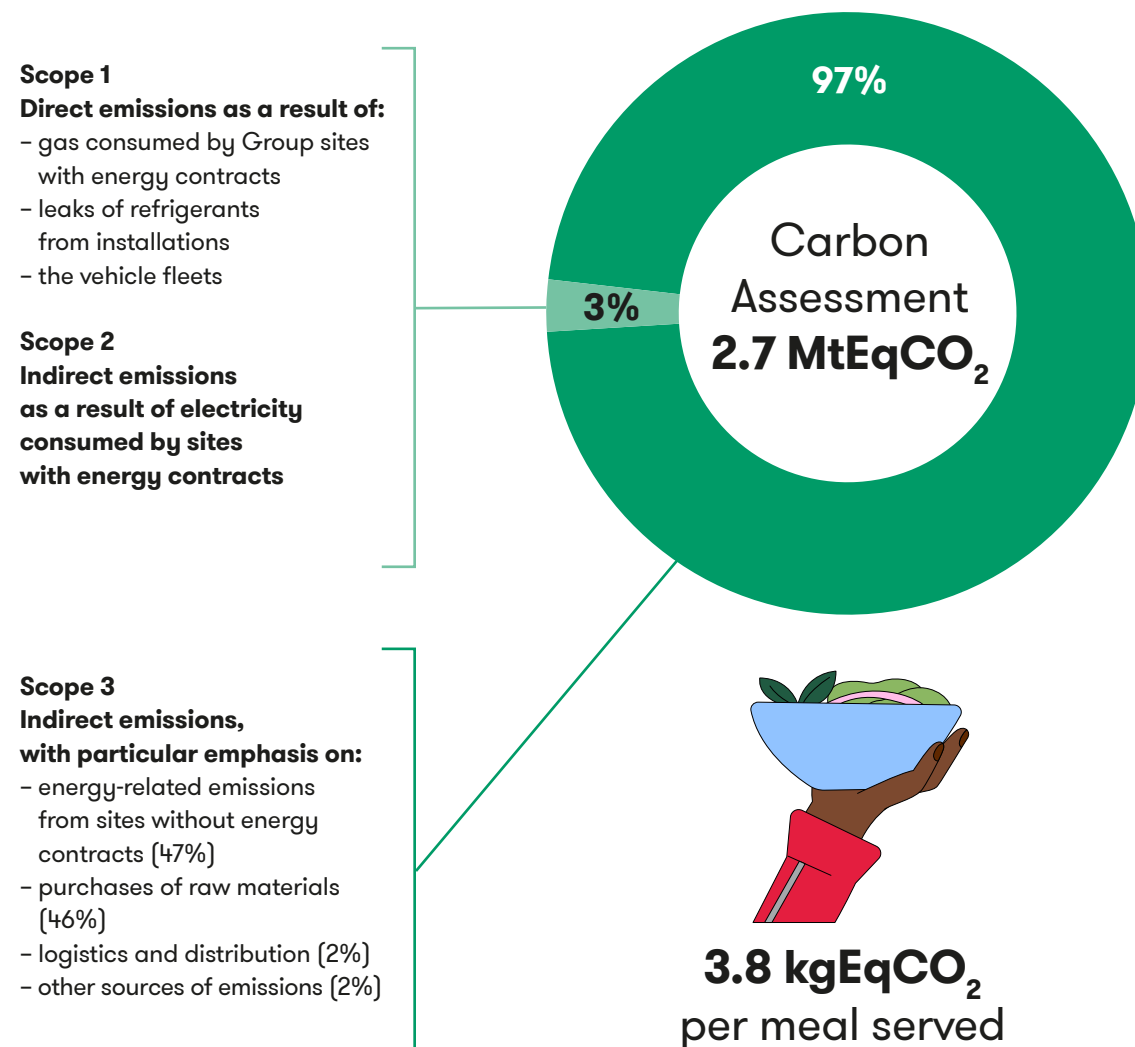 Scope 1
Direct emissions as a result of:
– gas consumed by Group sites
with energy contracts
– leaks of refrigerants
from installations
– the vehicle fleets
Scope 2
Indirect emissions
as a result of electricity
consumed by sites
with energy contracts
Scope 3
Indirect emissions,
with particular emphasis on:
– energy-related emissions
from sites without energy
contracts (47%)
– purchases of raw materials
(46%)
– logistics and distribution (2%)
– other sources of emissions (2%)
97%
3%
Carbon
Assessment
2.7 MtEqCO₂
3.8 kgEqCO₂
per meal served